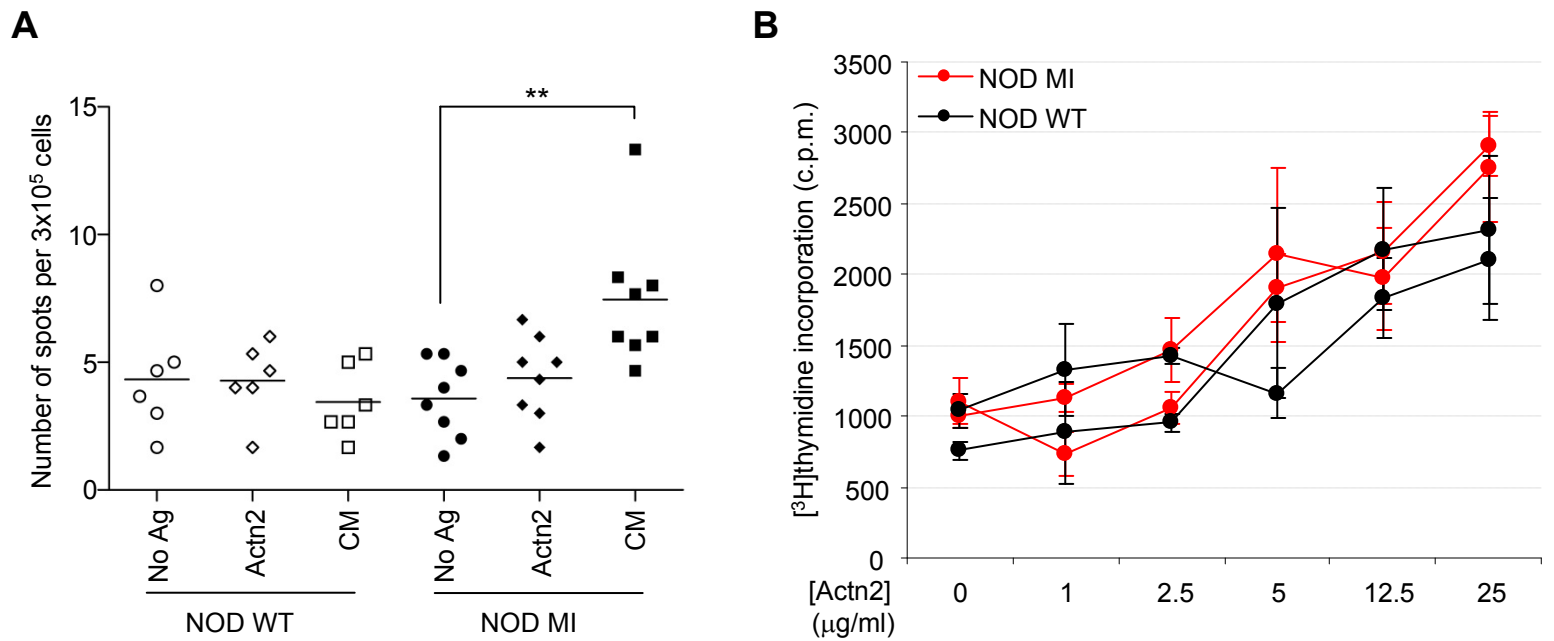 A
Number of spots per 3x10⁵ cells
15
10
5
0
**
No Ag
Actn2
CM
No Ag
Actn2
CM
NOD WT
NOD MI
B
[³H]thymidine incorporation (c.p.m.)
3500
3000
2500
2000
1500
1000
500
0
NOD MI
NOD WT
[Actn2] 0 1 2.5 5 12.5 25
(µg/ml)